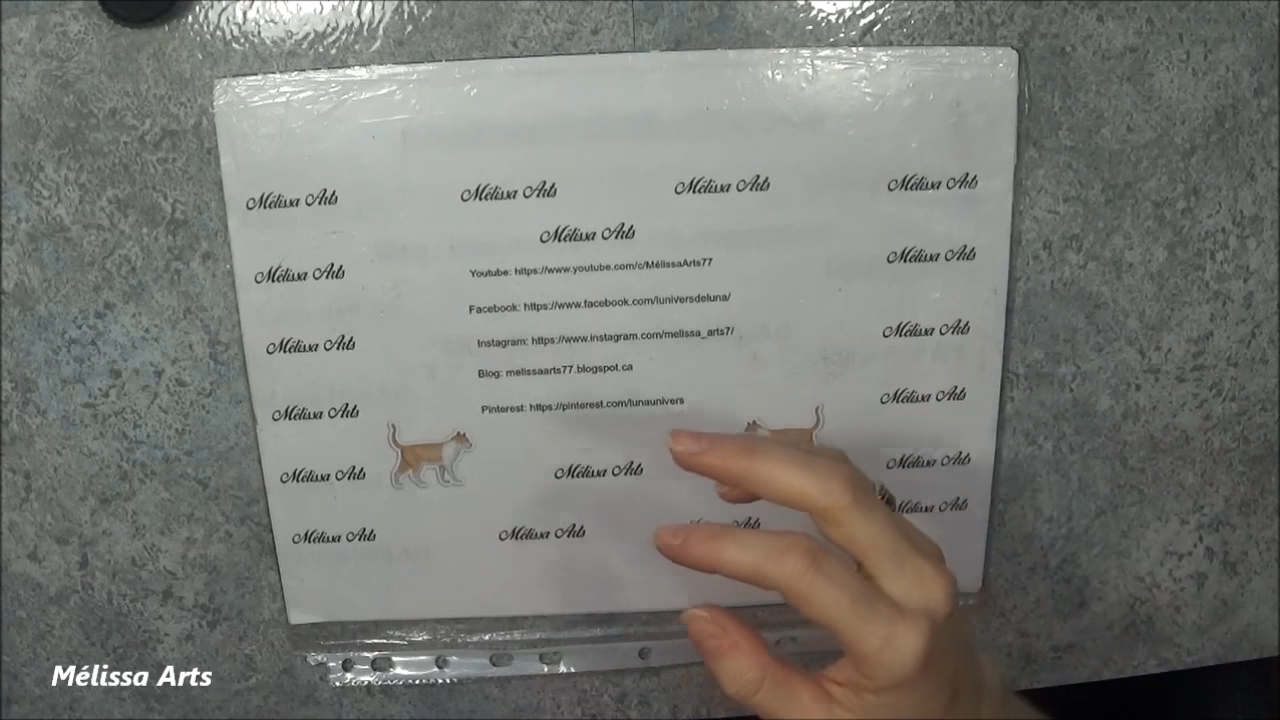 Mélissa Arts Mélissa Arts Mélissa Arts Mélissa Arts
Mélissa Arts
Mélissa Arts Mélissa Arts
Youtube: https://www.youtube.com/c/MélissaArts77
Facebook: https://www.facebook.com/luniversdeluna/
Mélissa Arts Mélissa Arts
Instagram: https://www.instagram.com/melissa_arts7/
Blog: melissaarts77.blogspot.ca
Mélissa Arts Mélissa Arts
Pinterest: https://pinterest.com/lunaunivers
Mélissa Arts Mélissa Arts Mélissa Arts
Mélissa Arts
Mélissa Arts Mélissa Arts Arts
Mélissa Arts